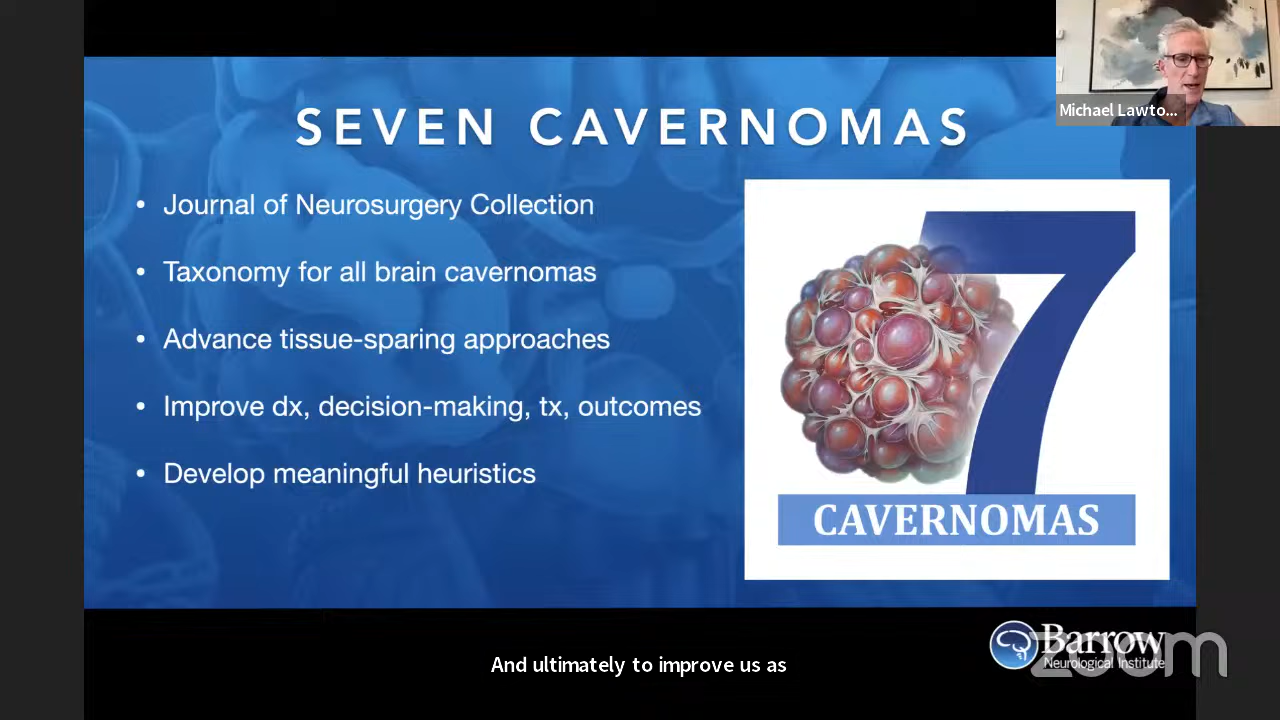 SEVEN CAVERNOMAS
Michael Lawto...
• Journal of Neurosurgery Collection
• Taxonomy for all brain cavernomas
• Advance tissue-sparing approaches
• Improve dx, decision-making, tx, outcomes
• Develop meaningful heuristics
7
CAVERNOMAS
Barrow
Neurological Institute
zoom
And ultimately to improve us as